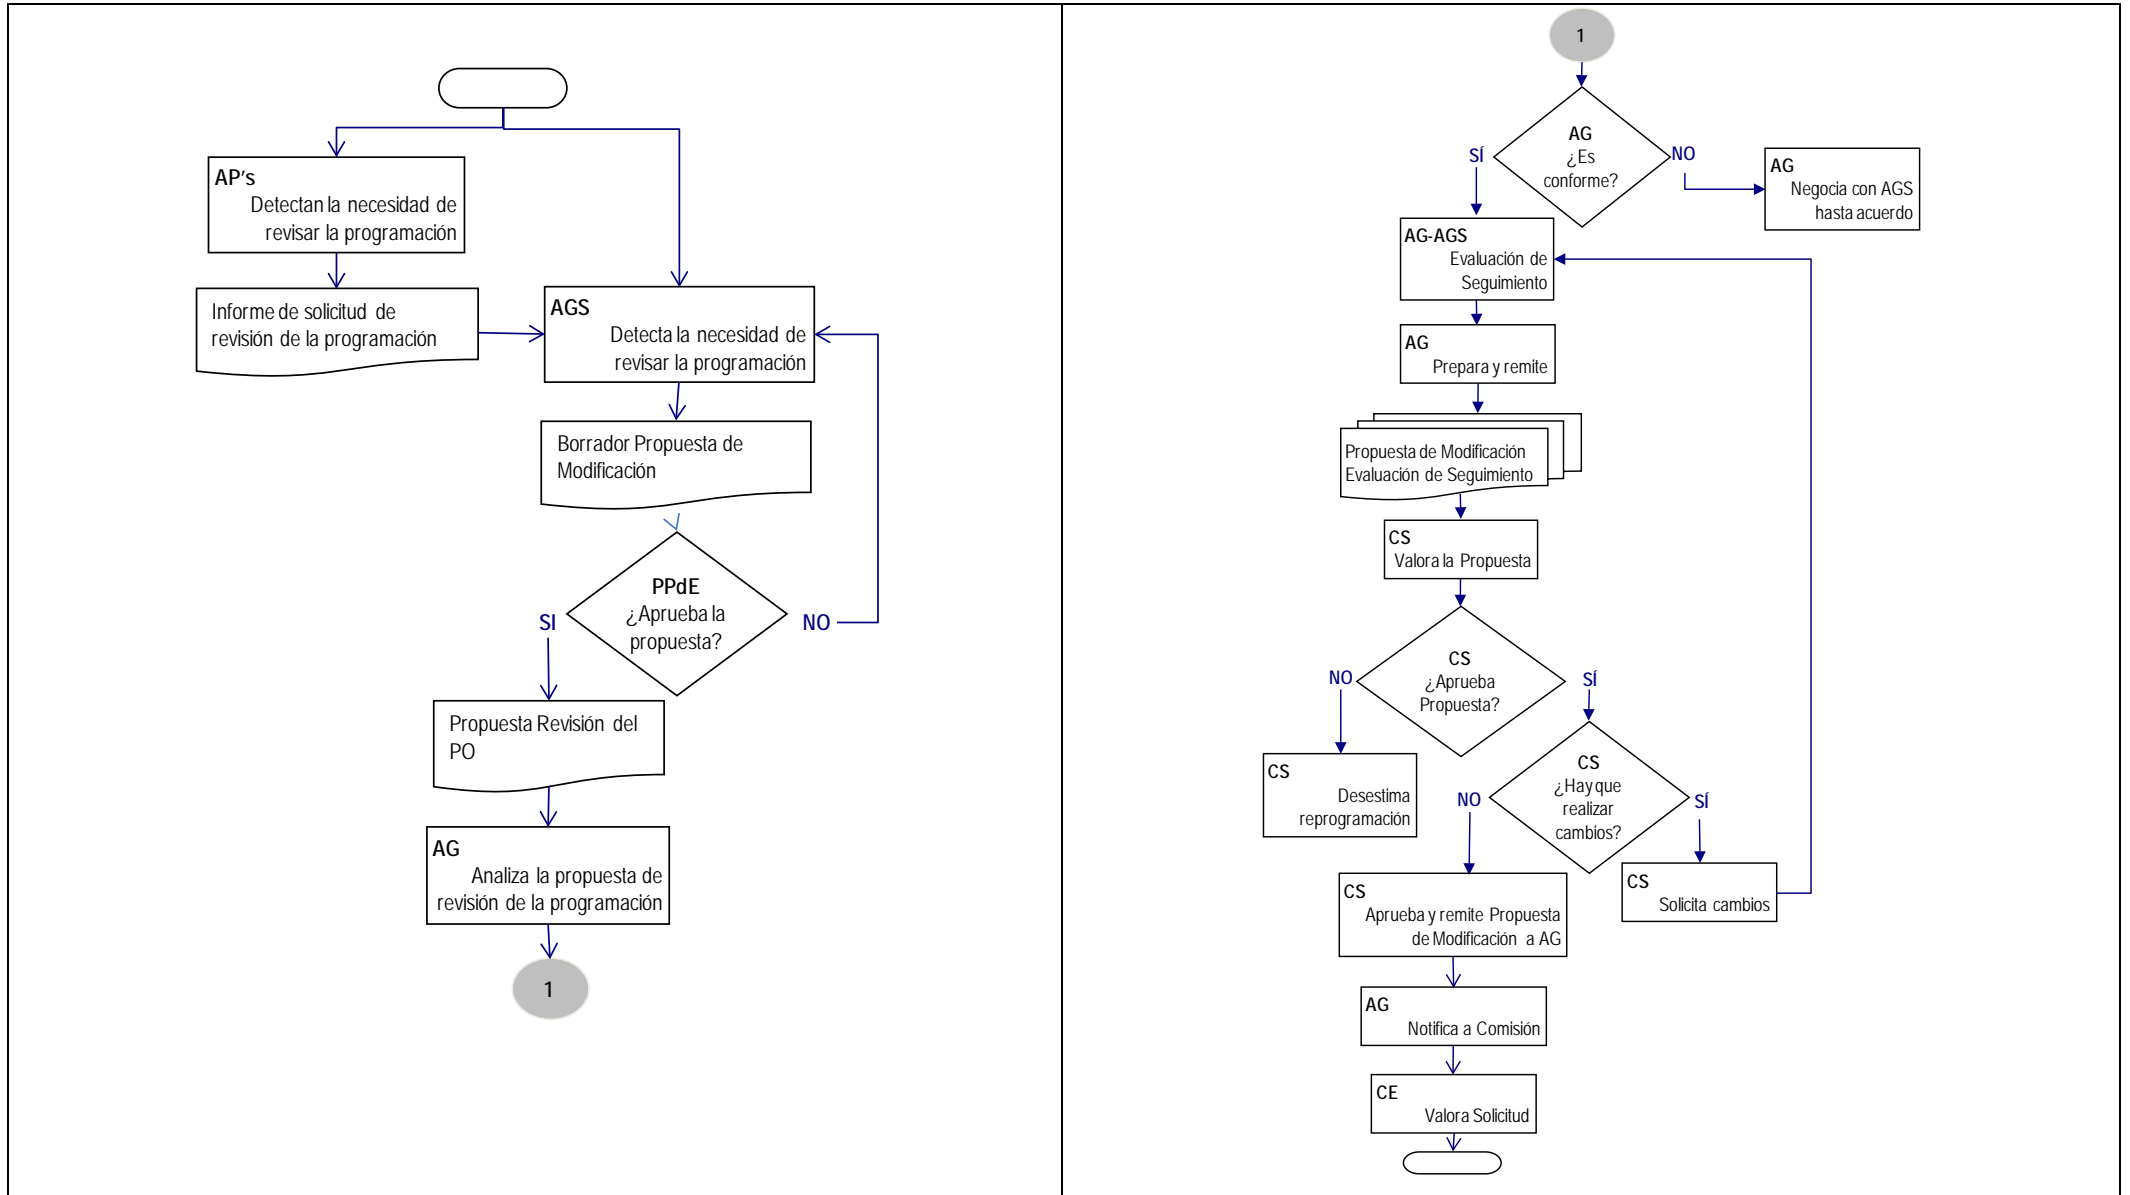 AP's
Detectan la necesidad de
revisar la programación
Informe de solicitud de
revisión de la programación
AGS
Detecta la necesidad de
revisar la programación
Borrador Propuesta de
Modificación
PPdE
¿Aprueba la
propuesta?
SI
NO
Propuesta Revisión del
PO
AG
Analiza la propuesta de
revisión de la programación
1
1
AG
¿Es
conforme?
SÍ
NO
AG
Negocia con AGS
hasta acuerdo
AG-AGS
Evaluación de
Seguimiento
AG
Prepara y remite
Propuesta de Modificación
Evaluación de Seguimiento
CS
Valora la Propuesta
CS
¿Aprueba
Propuesta?
NO
SÍ
CS
Desestima
reprogramación
CS
¿Hay que
realizar
cambios?
NO
SÍ
CS
Solicita cambios
CS
Aprueba y remite Propuesta
de Modificación a AG
AG
Notifica a Comisión
CE
Valora Solicitud